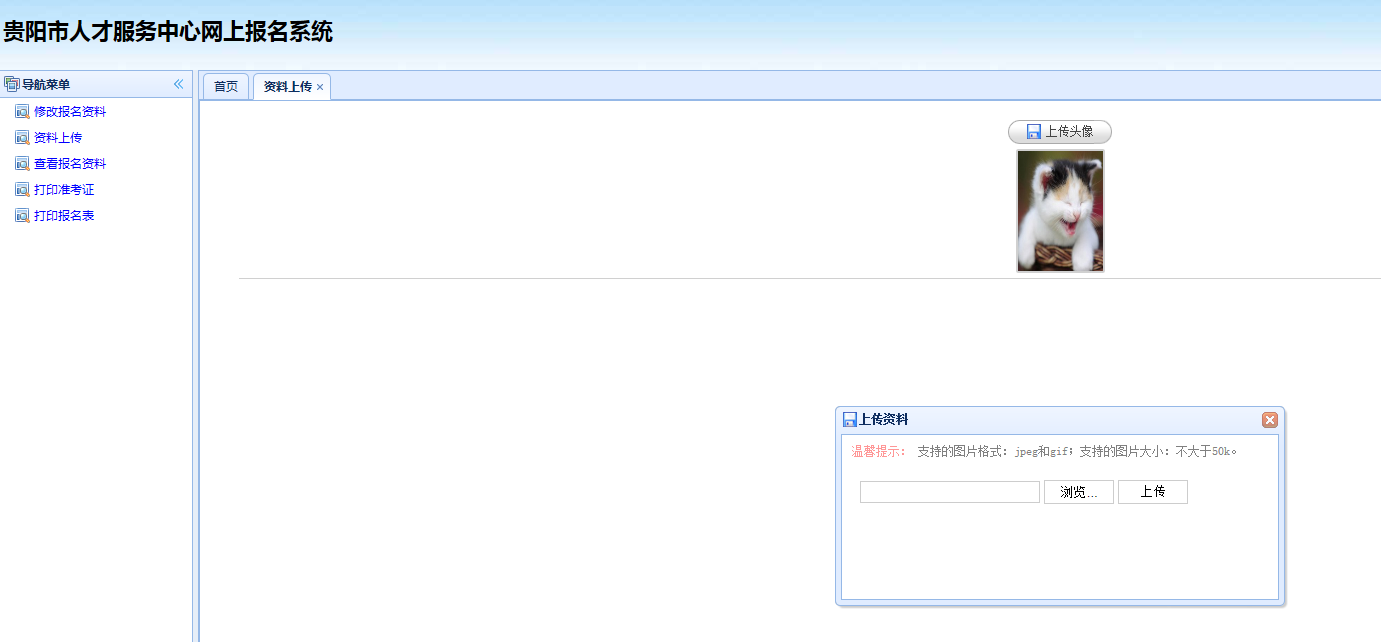 贵阳市人才服务中心网上报名系统
导航菜单
修改报名资料
资料上传
查看报名资料
打印准考证
打印报名表
首页
资料上传
上传头像
上传资料
温馨提示： 支持的图片格式：jpeg和gif；支持的图片大小：不大于50k。
浏览...
上传